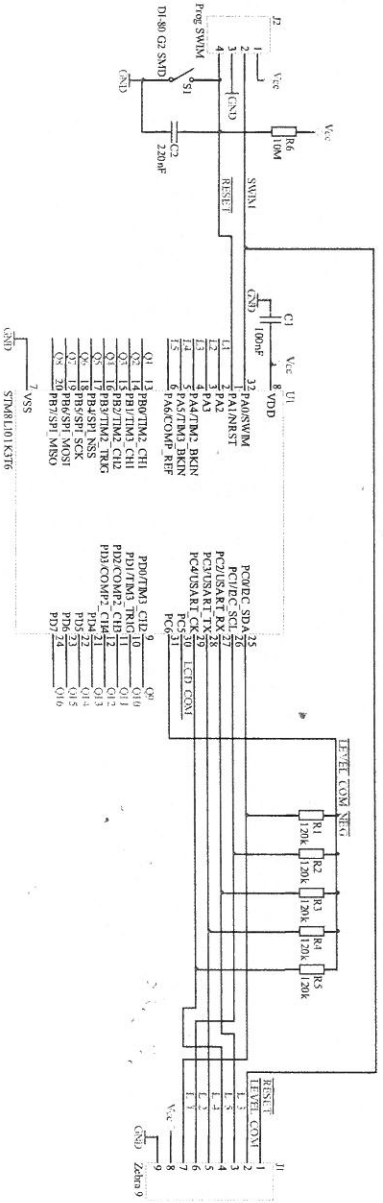 J2
Prog SWIM
1
2
3
4
Vcc
GND
SWIM
RESET
DI-80 G2 SMD
S1
GND
C2
220nF
Vcc
R6
10M
GND
C1
100nF
Vcc
U1
8 VDD
32 PA0/SWIM
1 PA1/NRST
L1 2 PA2
L2 3 PA3
L3 4 PA4/TIM2_BKIN
L4 5 PA5/TIM3_BKIN
L5 6 PA6/COMP_REF
Q1 13 PB0/TIM2_CH1
Q2 14 PB1/TIM3_CH1
Q3 15 PB2/TIM2_CH2
Q4 16 PB3/TIM2_TRIG
Q5 17 PB4/SPI_NSS
Q6 18 PB5/SPI_SCK
Q7 19 PB6/SPI_MOSI
Q8 20 PB7/SPI_MISO
GND
7 VSS
STM8L101K3T6
PC0/I2C_SDA 25
PC1/I2C_SCL 26
PC2/USART_RX 27
PC3/USART_TX 28
PC4/USART_CK 29
PC5 30 LCD_COM
PC6 31
PD0/TIM3_CH2 9 Q9
PD1/TIM3_TRIG 10 Q10
PD2/COMP2_CH3 11 Q11
PD3/COMP2_CH4 12 Q12
PD4 21 Q13
PD5 22 Q14
PD6 23 Q15
PD7 24 Q16
LEVEL_COM_NEG
R1
120k
R2
120k
R3
120k
R4
120k
R5
120k
J1
RESET 1
LEVEL_COM 2
3
4
5
6
7
Vcc 8
GND 9
Zebra 9